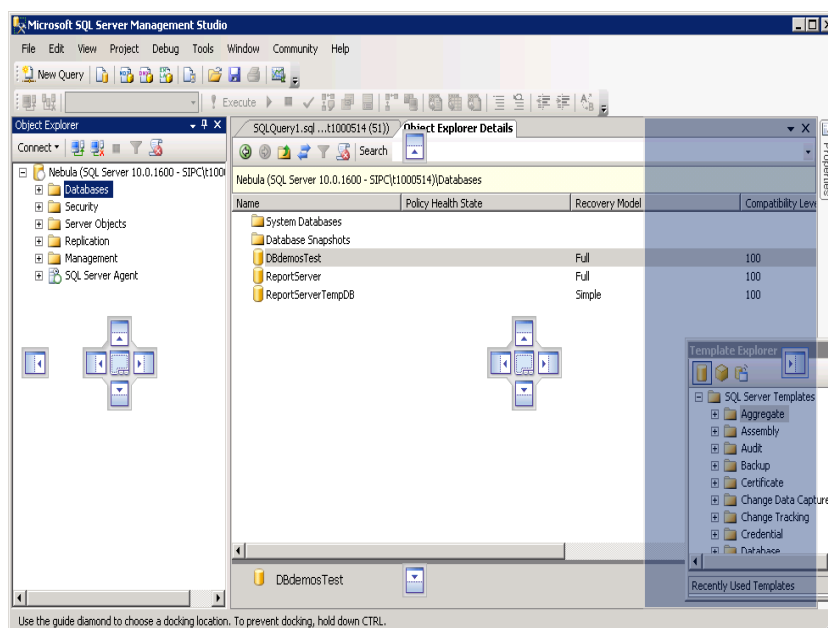 Microsoft SQL Server Management Studio
File Edit View Project Debug Tools Window Community Help
New Query
Execute
Object Explorer
Connect
Nebula (SQL Server 10.0.1600 - SIPC\t100
Databases
Security
Server Objects
Replication
Management
SQL Server Agent
SQLQuery1.sql ...t1000514 (51))
Object Explorer Details
Search
Nebula (SQL Server 10.0.1600 - SIPC\t1000514)\Databases
Name Policy Health State Recovery Model Compatibility Leve
System Databases
Database Snapshots
DBdemosTest Full 100
ReportServer Full 100
ReportServerTempDB Simple 100
Properties
Template Explorer
SQL Server Templates
Aggregate
Assembly
Audit
Backup
Certificate
Change Data Capture
Change Tracking
Credential
Database
Recently Used Templates
DBdemosTest
Use the guide diamond to choose a docking location. To prevent docking, hold down CTRL.